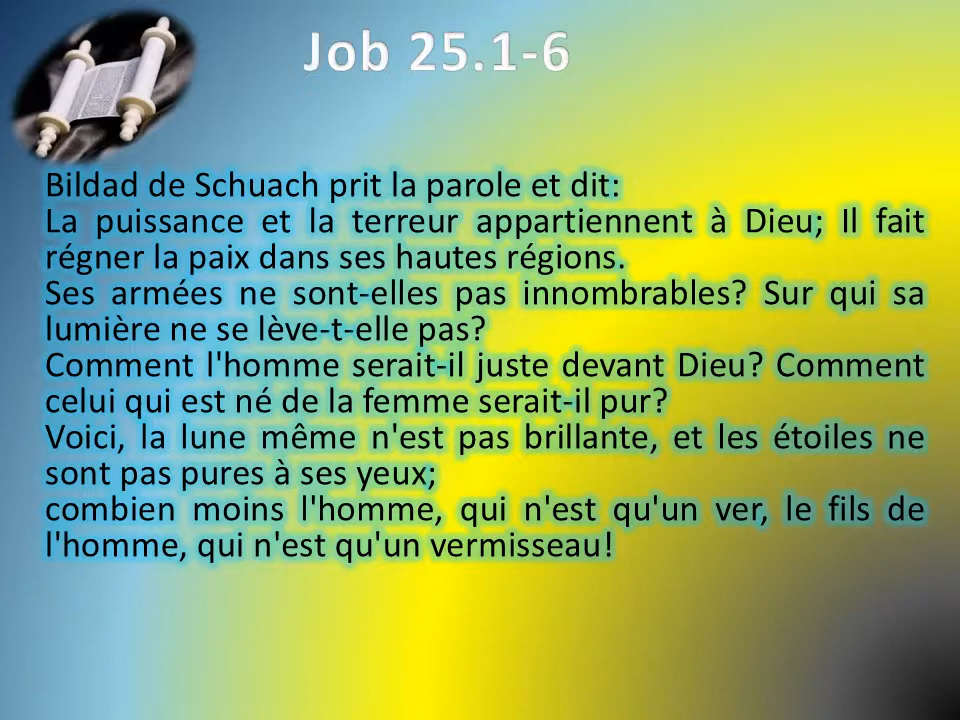 Job 25.1-6
Bildad de Schuach prit la parole et dit:
La puissance et la terreur appartiennent à Dieu; Il fait
régner la paix dans ses hautes régions.
Ses armées ne sont-elles pas innombrables? Sur qui sa
lumière ne se lève-t-elle pas?
Comment l'homme serait-il juste devant Dieu? Comment
celui qui est né de la femme serait-il pur?
Voici, la lune même n'est pas brillante, et les étoiles ne
sont pas pures à ses yeux;
combien moins l'homme, qui n'est qu'un ver, le fils de
l'homme, qui n'est qu'un vermisseau!